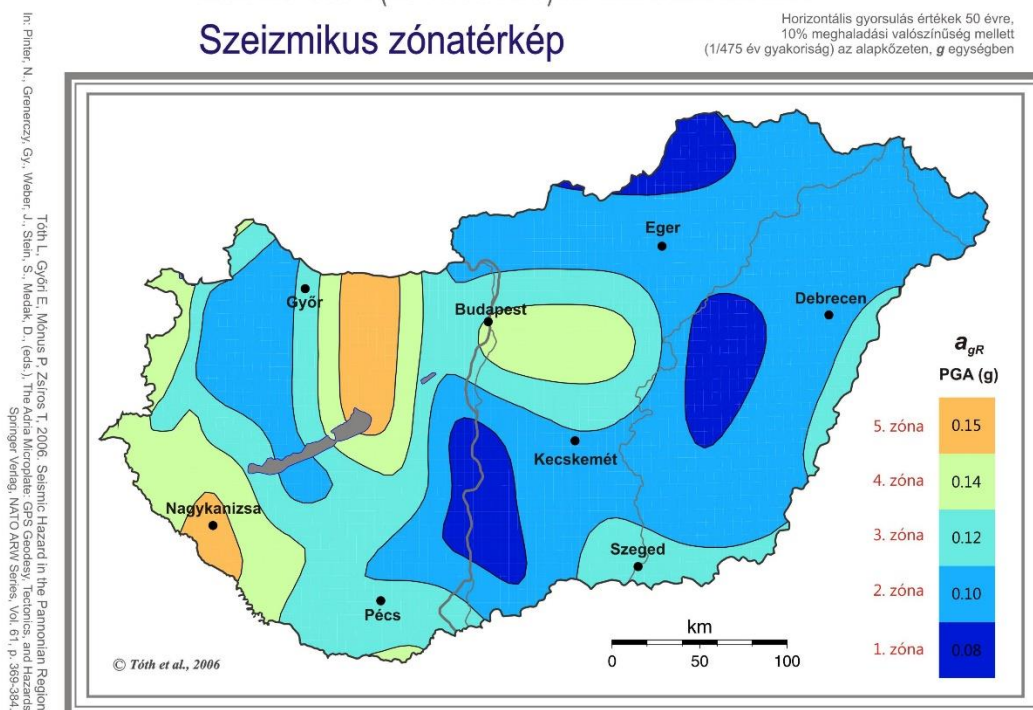 Szeizmikus zónatérkép
Horizontális gyorsulás értékek 50 évre,
10% meghaladási valószínűség mellett
(1/475 év gyakoriság) az alapkőzeten, g egységben
Tóth L., Győri E., Mónus P., Zsíros T., 2006. Seismic Hazard in the Pannonian Region
In: Pinter, N., Grenerczy, Gy., Weber, J., Stein, S., Medak, D., (eds.), The Adria Microplate: GPS Geodesy, Tectonics, and Hazards
Springer Verlag, NATO ARW Series, Vol. 61, p. 369-384.
Eger
Győr
Budapest
Debrecen
Kecskemét
Nagykanizsa
Szeged
Pécs
agR
PGA (g)
5. zóna 0.15
4. zóna 0.14
3. zóna 0.12
2. zóna 0.10
1. zóna 0.08
km
0 50 100
© Tóth et al., 2006